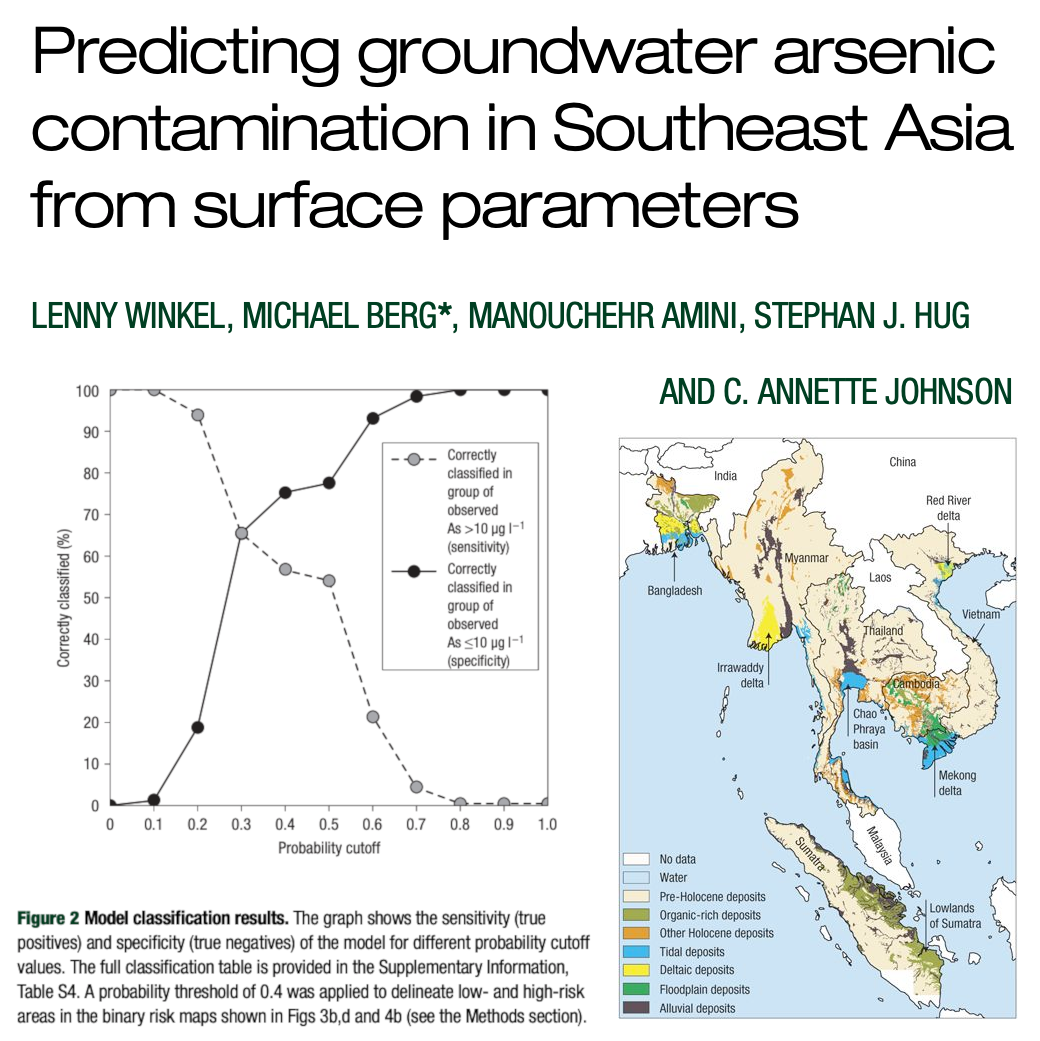 Predicting groundwater arsenic
contamination in Southeast Asia
from surface parameters
LENNY WINKEL, MICHAEL BERG*, MANOUCHEHR AMINI, STEPHAN J. HUG
AND C. ANNETTE JOHNSON
100
90
80
70
60
50
40
30
20
10
0
Correctly classified (%)
0 0.1 0.2 0.3 0.4 0.5 0.6 0.7 0.8 0.9 1.0
Probability cutoff
Correctly
classified in
group of
observed
As >10 µg l⁻¹
(sensitivity)
Correctly
classified in
group of
observed
As ≤10 µg l⁻¹
(specificity)
Figure 2 Model classification results. The graph shows the sensitivity (true
positives) and specificity (true negatives) of the model for different probability cutoff
values. The full classification table is provided in the Supplementary Information,
Table S4. A probability threshold of 0.4 was applied to delineate low- and high-risk
areas in the binary risk maps shown in Figs 3b,d and 4b (see the Methods section).
India
China
Red River
delta
Myanmar
Laos
Bangladesh
Vietnam
Thailand
Irrawaddy
delta
Cambodia
Chao
Phraya
basin
Mekong
delta
Malaysia
Sumatra
Lowlands
of Sumatra
No data
Water
Pre-Holocene deposits
Organic-rich deposits
Other Holocene deposits
Tidal deposits
Deltaic deposits
Floodplain deposits
Alluvial deposits